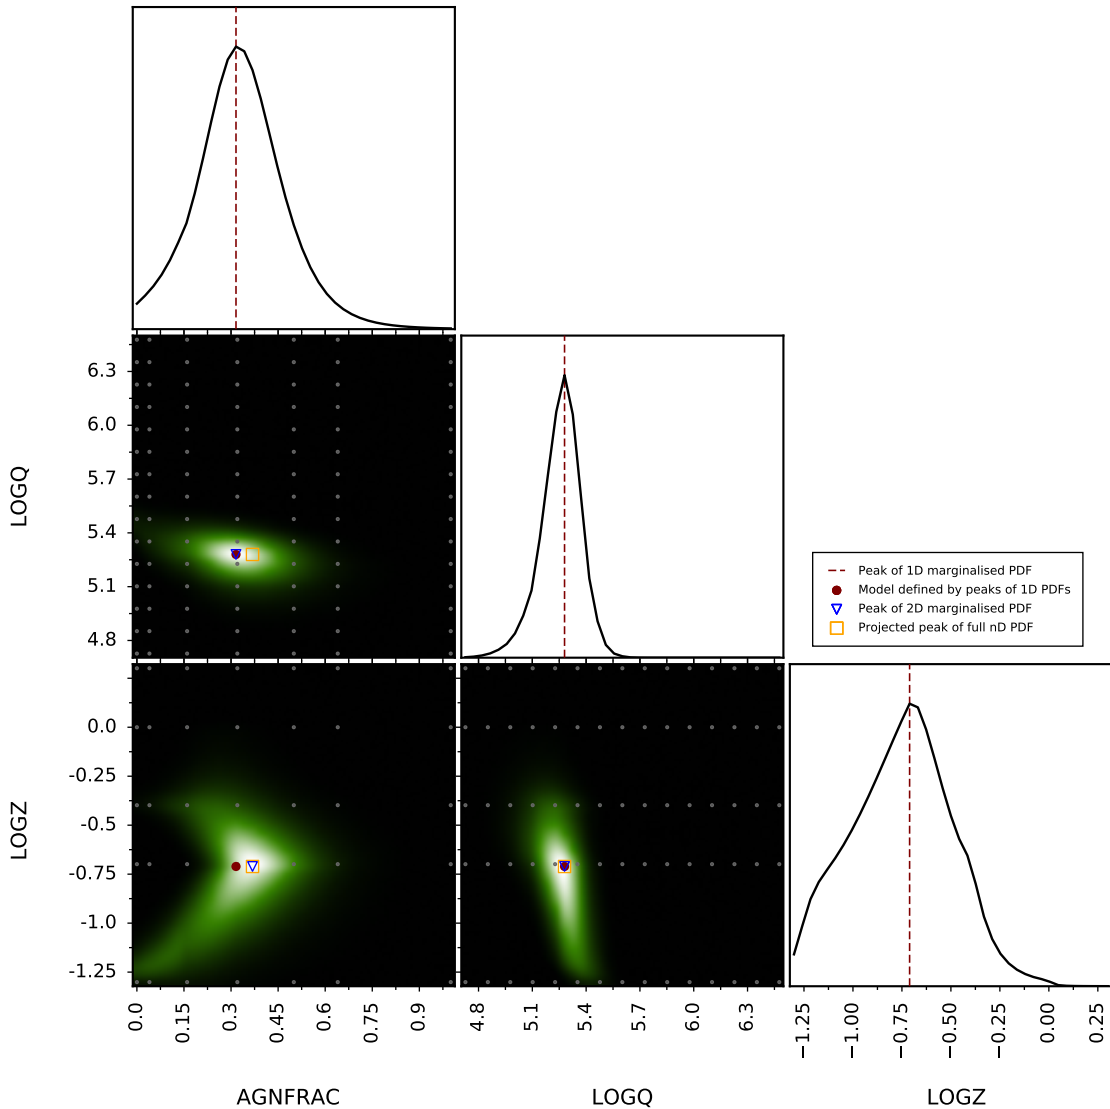 LOGQ
6.3
6.0
5.7
5.4
5.1
4.8
Peak of 1D marginalised PDF
Model defined by peaks of 1D PDFs
Peak of 2D marginalised PDF
Projected peak of full nD PDF
LOGZ
0.0
-0.25
-0.5
-0.75
-1.0
-1.25
0.0 0.15 0.3 0.45 0.6 0.75 0.9
4.8 5.1 5.4 5.7 6.0 6.3
−1.25 −1.00 −0.75 −0.50 −0.25 0.00 0.25
AGNFRAC LOGQ LOGZ